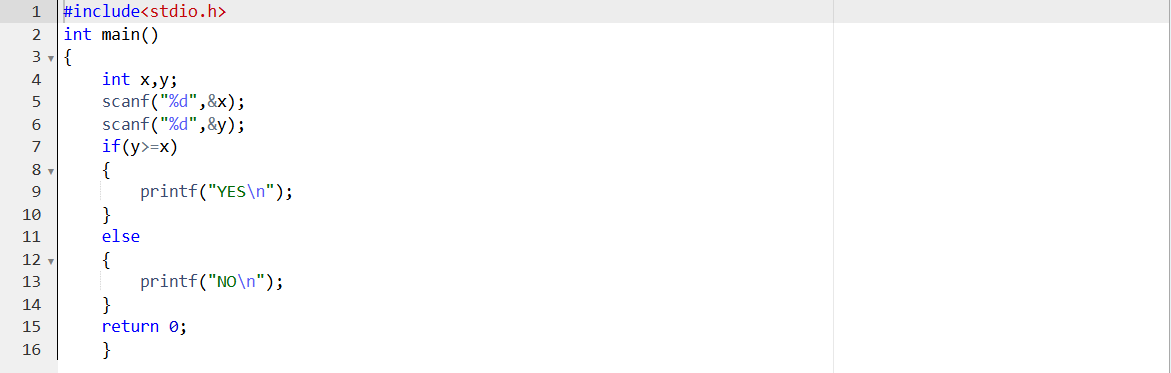 1 #include<stdio.h>
2 int main()
3 {
4     int x,y;
5     scanf("%d",&x);
6     scanf("%d",&y);
7     if(y>=x)
8     {
9         printf("YES\n");
10     }
11     else
12     {
13         printf("NO\n");
14     }
15     return 0;
16     }